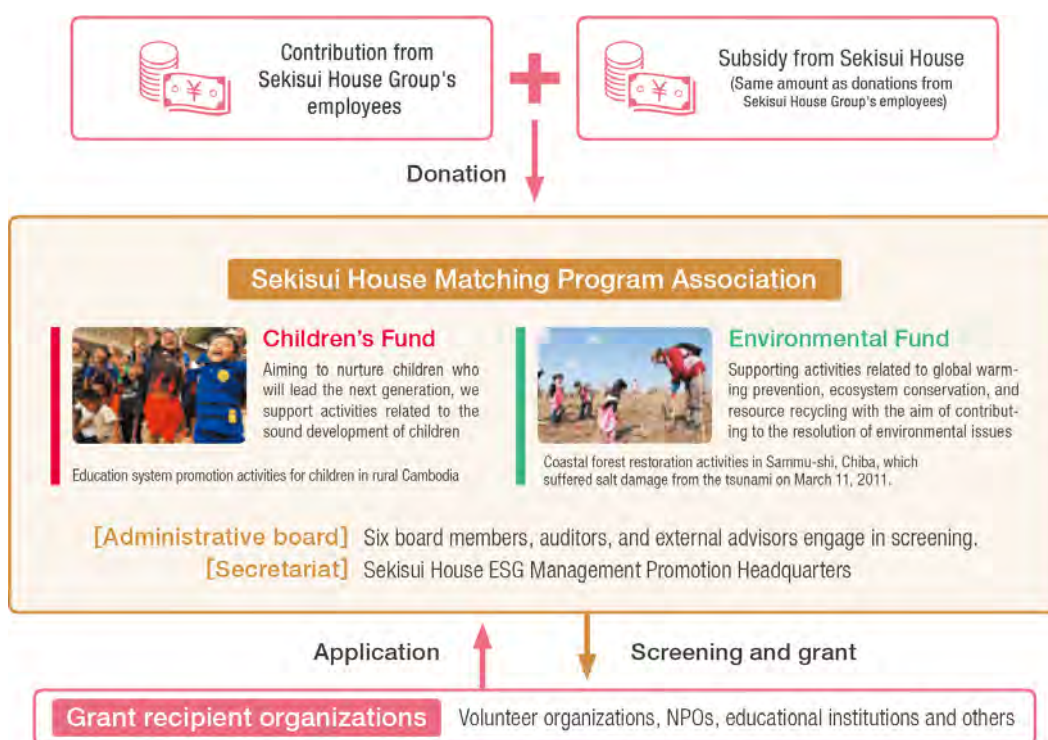 Contribution from
Sekisui House Group's
employees
Subsidy from Sekisui House
(Same amount as donations from
Sekisui House Group's employees)
Donation
Sekisui House Matching Program Association
Children's Fund
Aiming to nurture children who
will lead the next generation, we
support activities related to the
sound development of children
Education system promotion activities for children in rural Cambodia
Environmental Fund
Supporting activities related to global warm-
ing prevention, ecosystem conservation, and
resource recycling with the aim of contribut-
ing to the resolution of environmental issues
Coastal forest restoration activities in Sammu-shi, Chiba, which
suffered salt damage from the tsunami on March 11, 2011.
[Administrative board] Six board members, auditors, and external advisors engage in screening.
[Secretariat] Sekisui House ESG Management Promotion Headquarters
Application
Screening and grant
Grant recipient organizations Volunteer organizations, NPOs, educational institutions and others